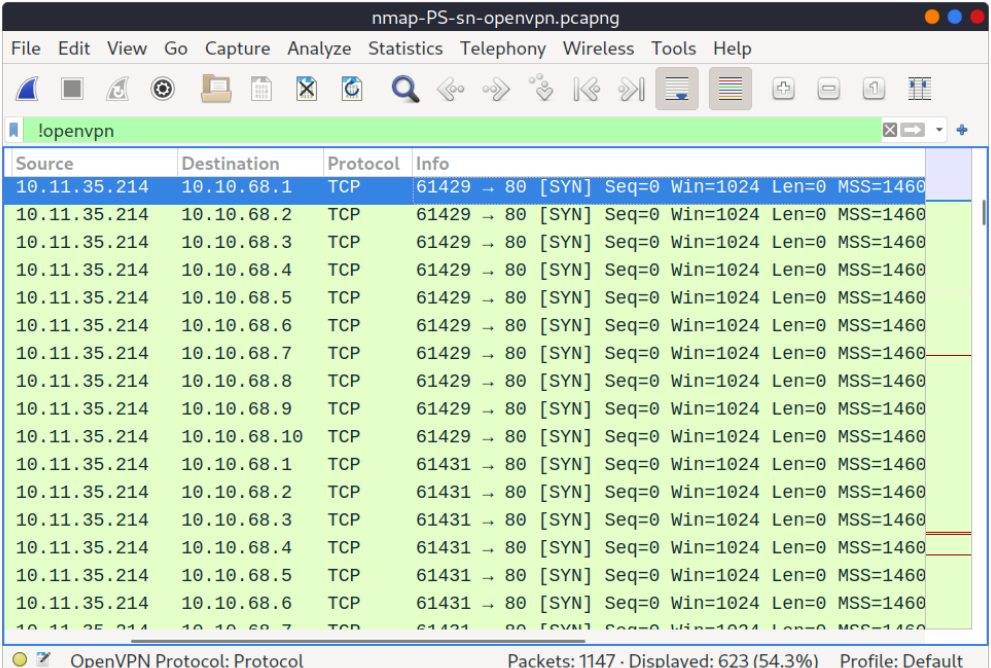 nmap-PS-sn-openvpn.pcapng
File Edit View Go Capture Analyze Statistics Telephony Wireless Tools Help
!openvpn
Source Destination Protocol Info
10.11.35.214 10.10.68.1 TCP 61429 → 80 [SYN] Seq=0 Win=1024 Len=0 MSS=1460
10.11.35.214 10.10.68.2 TCP 61429 → 80 [SYN] Seq=0 Win=1024 Len=0 MSS=1460
10.11.35.214 10.10.68.3 TCP 61429 → 80 [SYN] Seq=0 Win=1024 Len=0 MSS=1460
10.11.35.214 10.10.68.4 TCP 61429 → 80 [SYN] Seq=0 Win=1024 Len=0 MSS=1460
10.11.35.214 10.10.68.5 TCP 61429 → 80 [SYN] Seq=0 Win=1024 Len=0 MSS=1460
10.11.35.214 10.10.68.6 TCP 61429 → 80 [SYN] Seq=0 Win=1024 Len=0 MSS=1460
10.11.35.214 10.10.68.7 TCP 61429 → 80 [SYN] Seq=0 Win=1024 Len=0 MSS=1460
10.11.35.214 10.10.68.8 TCP 61429 → 80 [SYN] Seq=0 Win=1024 Len=0 MSS=1460
10.11.35.214 10.10.68.9 TCP 61429 → 80 [SYN] Seq=0 Win=1024 Len=0 MSS=1460
10.11.35.214 10.10.68.10 TCP 61429 → 80 [SYN] Seq=0 Win=1024 Len=0 MSS=1460
10.11.35.214 10.10.68.1 TCP 61431 → 80 [SYN] Seq=0 Win=1024 Len=0 MSS=1460
10.11.35.214 10.10.68.2 TCP 61431 → 80 [SYN] Seq=0 Win=1024 Len=0 MSS=1460
10.11.35.214 10.10.68.3 TCP 61431 → 80 [SYN] Seq=0 Win=1024 Len=0 MSS=1460
10.11.35.214 10.10.68.4 TCP 61431 → 80 [SYN] Seq=0 Win=1024 Len=0 MSS=1460
10.11.35.214 10.10.68.5 TCP 61431 → 80 [SYN] Seq=0 Win=1024 Len=0 MSS=1460
10.11.35.214 10.10.68.6 TCP 61431 → 80 [SYN] Seq=0 Win=1024 Len=0 MSS=1460
OpenVPN Protocol: Protocol Packets: 1147 · Displayed: 623 (54.3%) Profile: Default